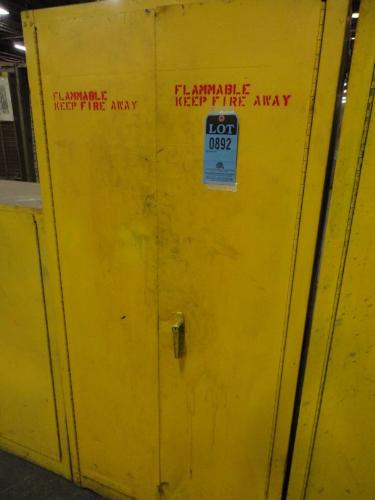 FLAMMABLE
KEEP FIRE AWAY
FLAMMABLE
KEEP FIRE AWAY
LOT
0892